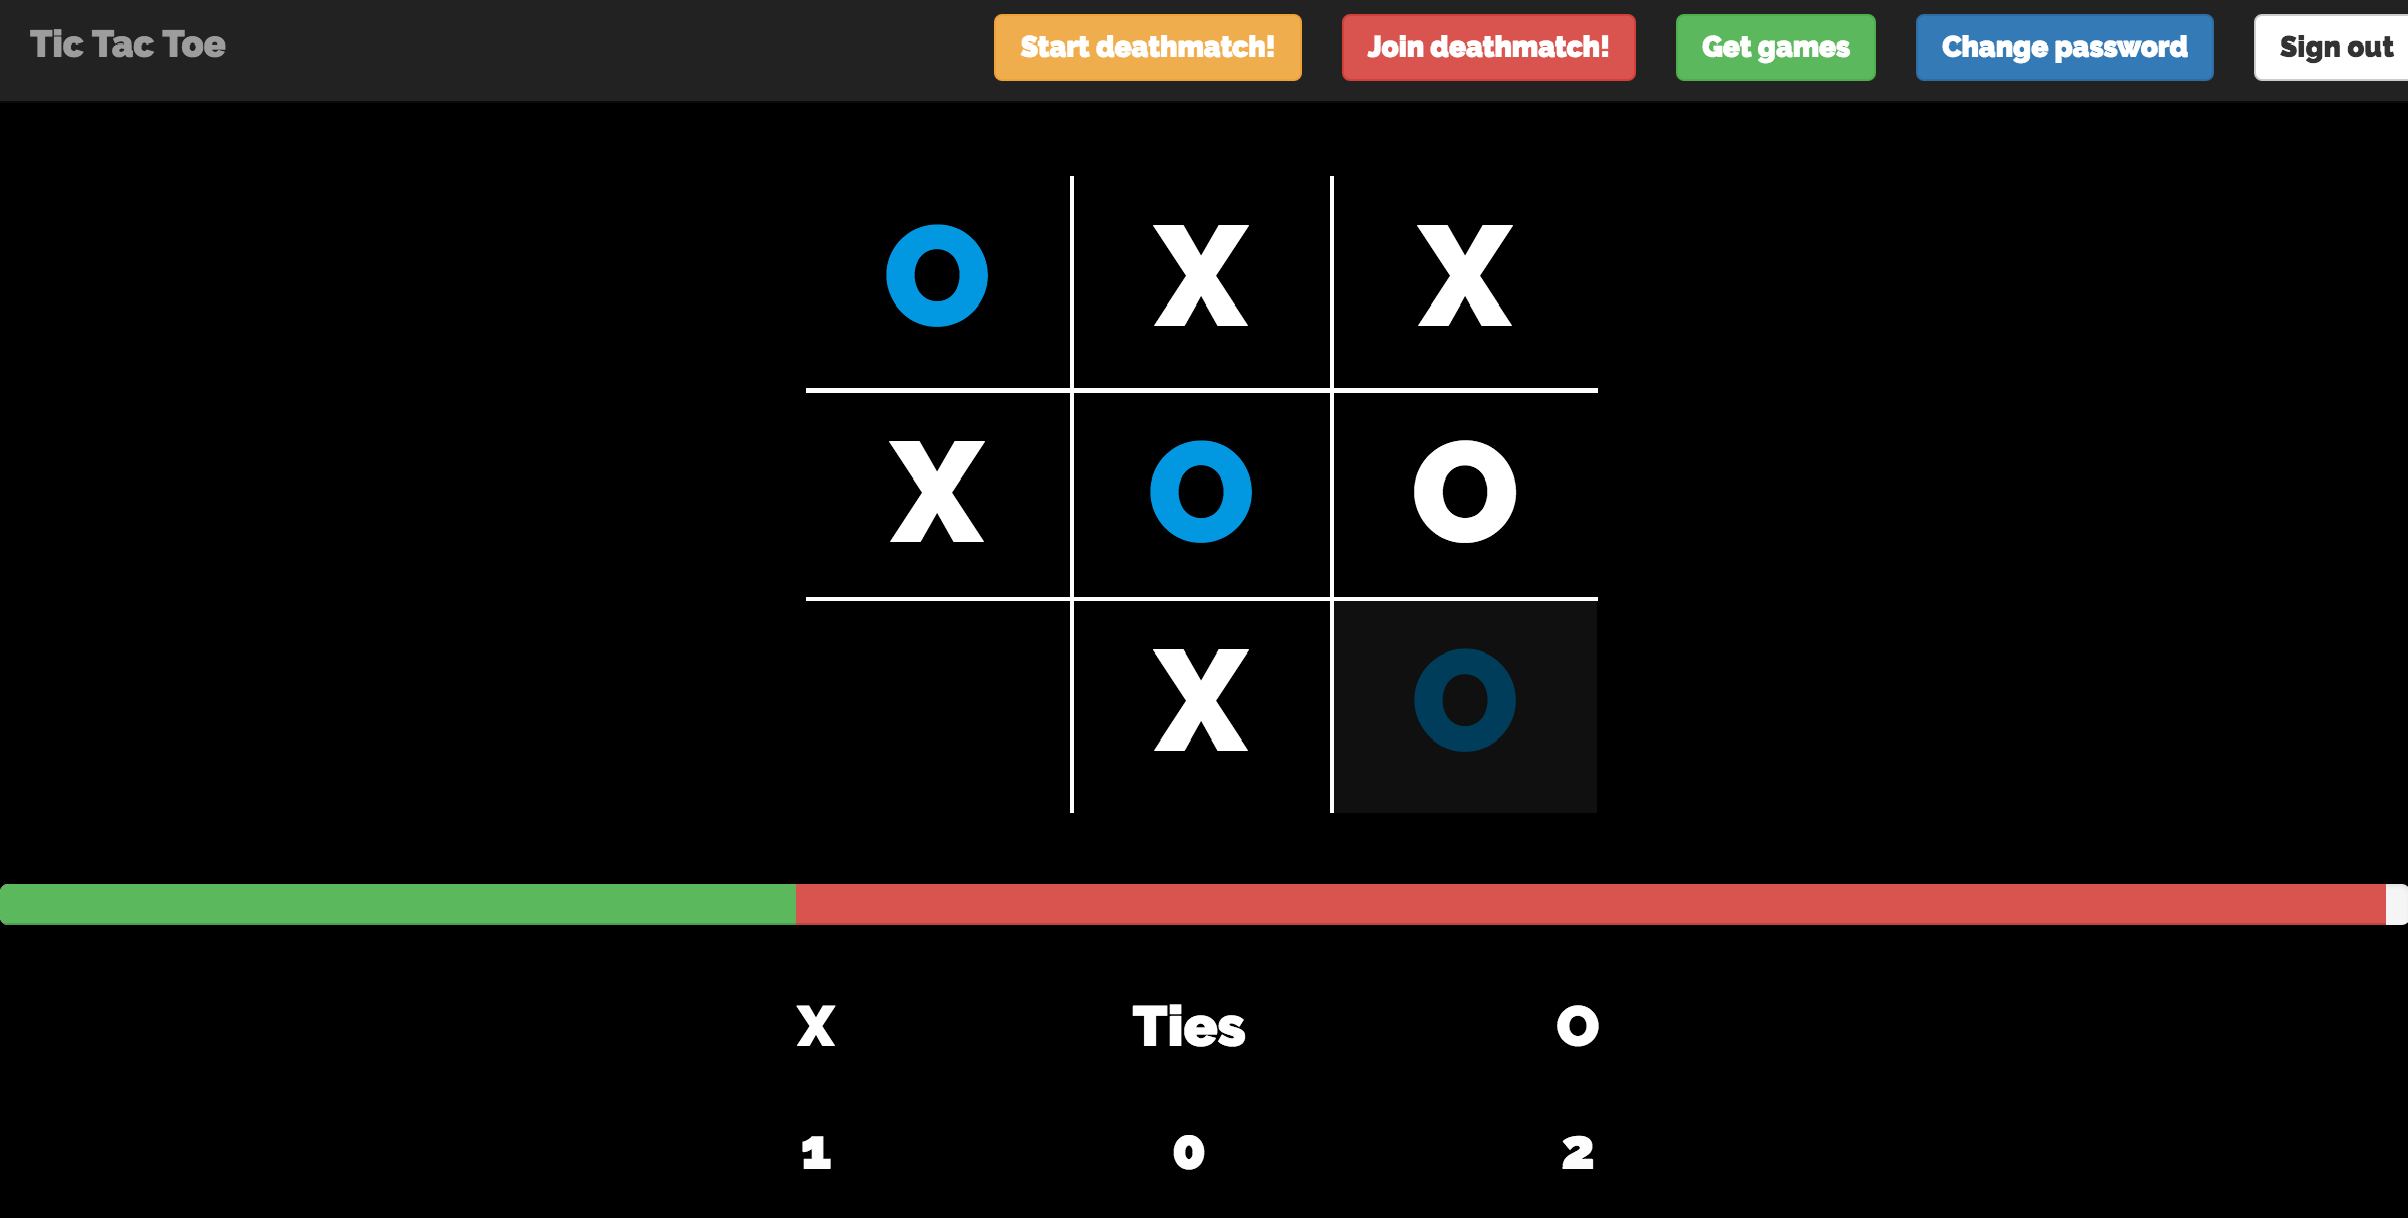 Tic Tac Toe
Start deathmatch!
Join deathmatch!
Get games
Change password
Sign out
O X X
X O O
X O
X Ties O
1 0 2